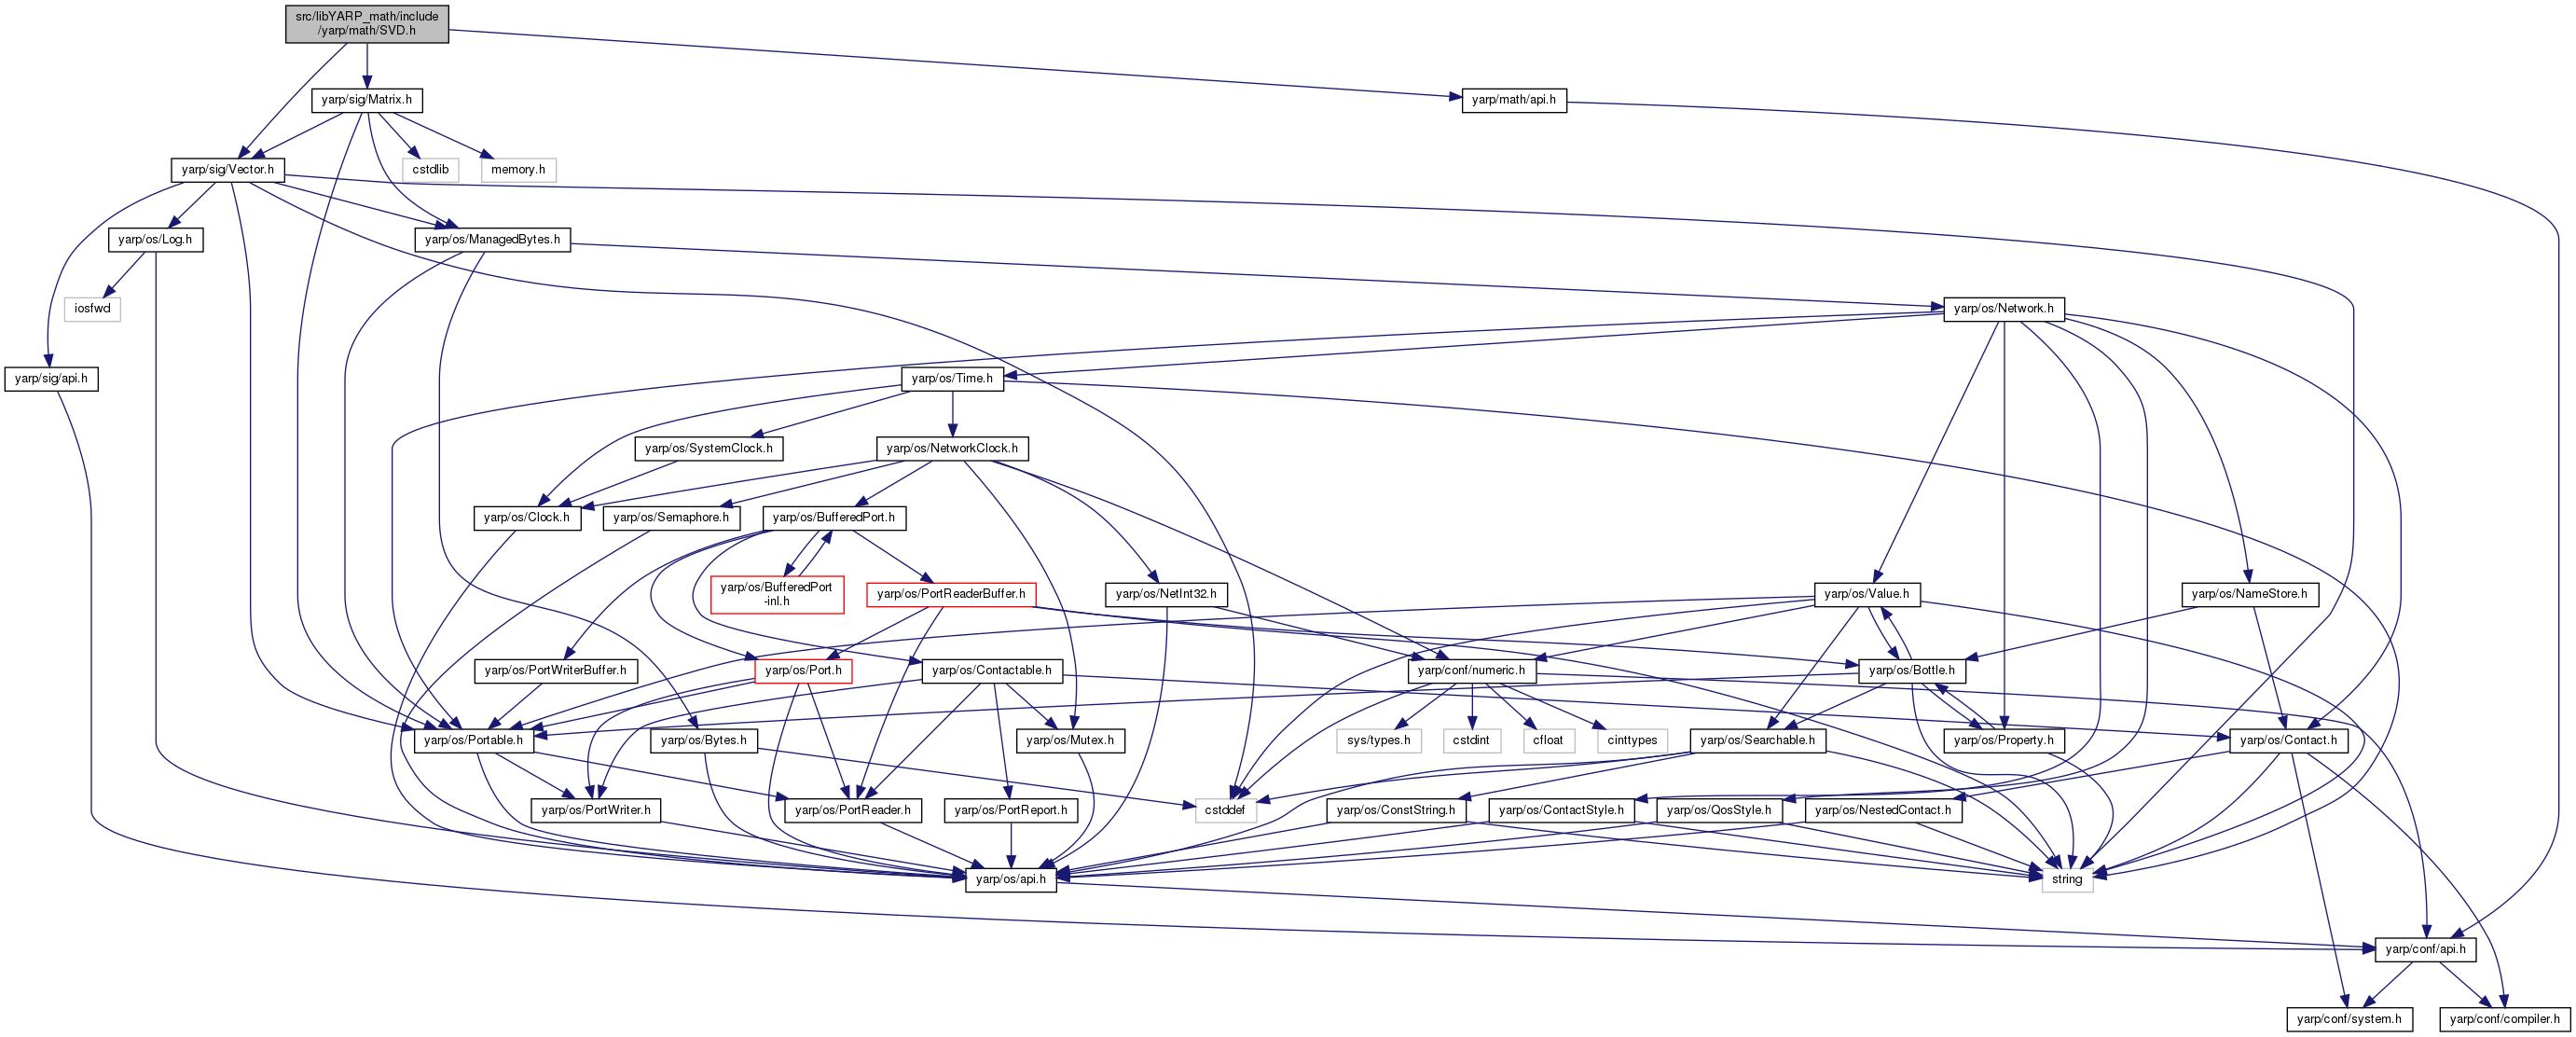 src/libYARP_math/include
/yarp/math/SVD.h
yarp/sig/Matrix.h
yarp/math/api.h
yarp/sig/Vector.h
cstdlib
memory.h
yarp/os/Log.h
yarp/os/ManagedBytes.h
iosfwd
yarp/os/Network.h
yarp/sig/api.h
yarp/os/Time.h
yarp/os/SystemClock.h
yarp/os/NetworkClock.h
yarp/os/Clock.h
yarp/os/Semaphore.h
yarp/os/BufferedPort.h
yarp/os/BufferedPort
-inl.h
yarp/os/PortReaderBuffer.h
yarp/os/NetInt32.h
yarp/os/Value.h
yarp/os/NameStore.h
yarp/os/PortWriterBuffer.h
yarp/os/Port.h
yarp/os/Contactable.h
yarp/conf/numeric.h
yarp/os/Bottle.h
yarp/os/Portable.h
yarp/os/Bytes.h
yarp/os/Mutex.h
sys/types.h
cstdint
cfloat
cinttypes
yarp/os/Searchable.h
yarp/os/Property.h
yarp/os/Contact.h
yarp/os/PortWriter.h
yarp/os/PortReader.h
yarp/os/PortReport.h
cstddef
yarp/os/ConstString.h
yarp/os/ContactStyle.h
yarp/os/QosStyle.h
yarp/os/NestedContact.h
yarp/os/api.h
string
yarp/conf/api.h
yarp/conf/system.h
yarp/conf/compiler.h